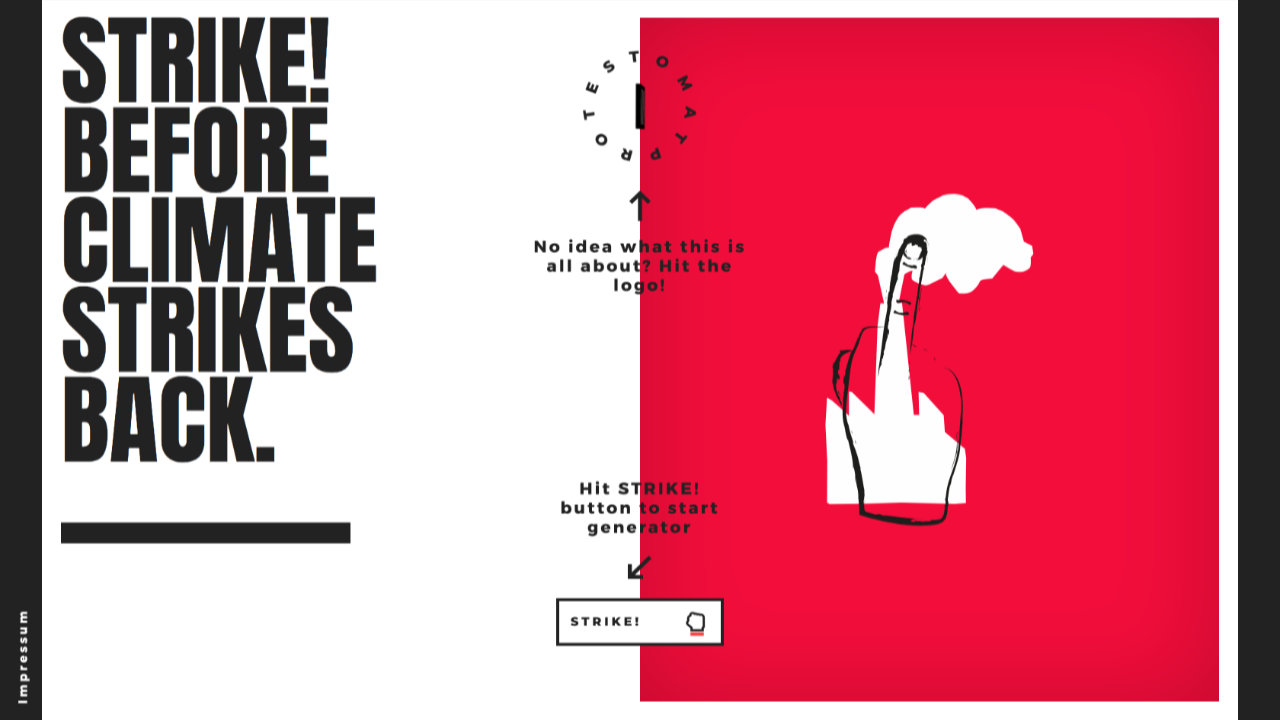 STRIKE!
BEFORE
CLIMATE
STRIKES
BACK.
PROTESTOMAT
No idea what this is
all about? Hit the
logo!
Hit STRIKE!
button to start
generator
STRIKE!
Impressum